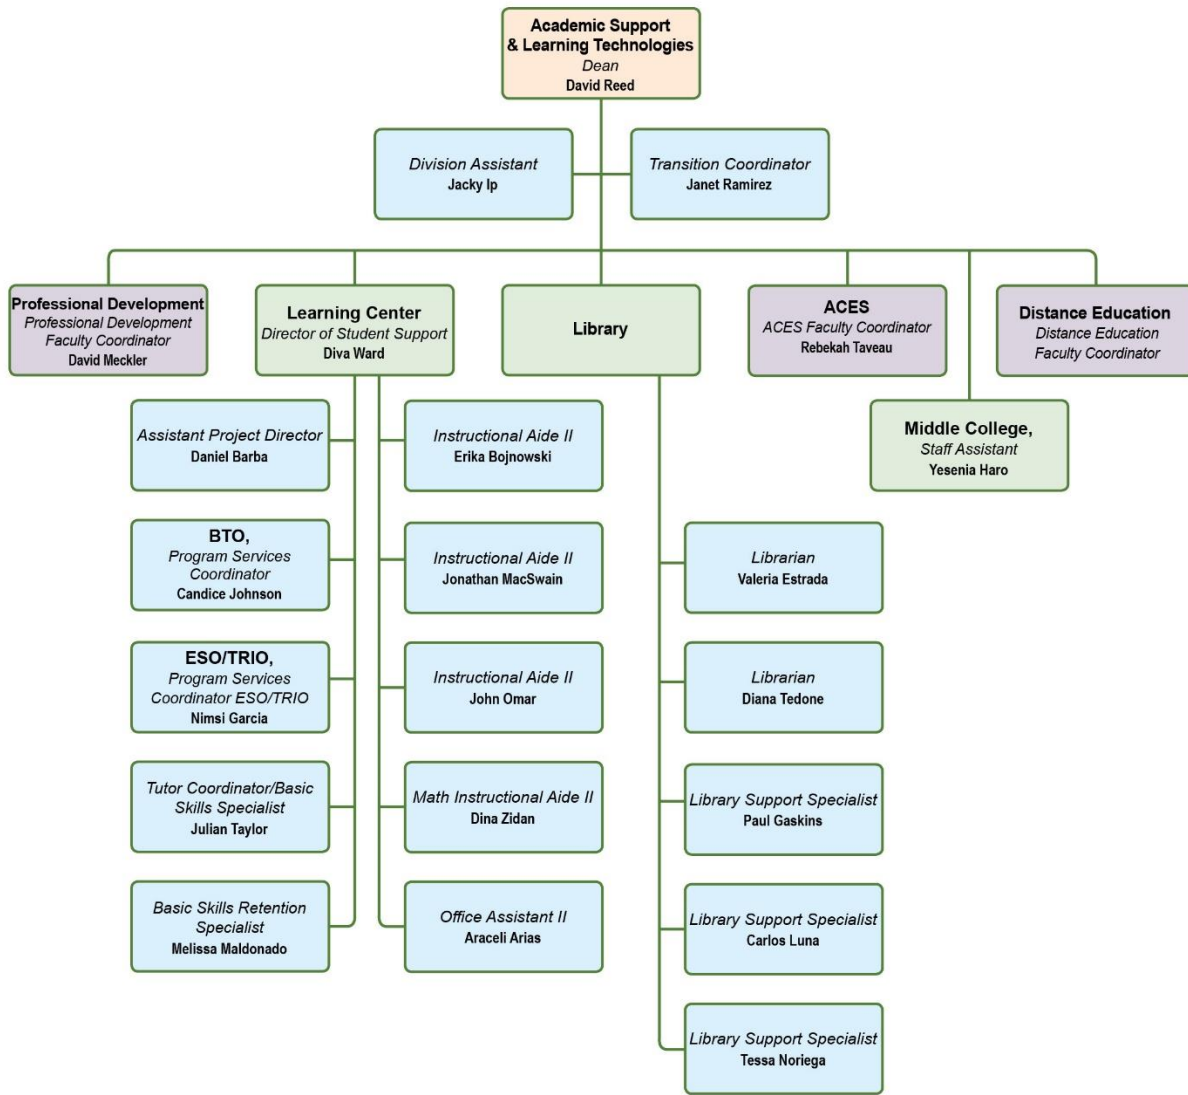 Academic Support
& Learning Technologies
Dean
David Reed
Division Assistant
Jacky Ip
Transition Coordinator
Janet Ramirez
Professional Development
Professional Development
Faculty Coordinator
David Meckler
Learning Center
Director of Student Support
Diva Ward
Library
ACES
ACES Faculty Coordinator
Rebekah Taveau
Distance Education
Distance Education
Faculty Coordinator
Middle College,
Staff Assistant
Yesenia Haro
Assistant Project Director
Daniel Barba
BTO,
Program Services
Coordinator
Candice Johnson
ESO/TRIO,
Program Services
Coordinator ESO/TRIO
Nimsi Garcia
Tutor Coordinator/Basic
Skills Specialist
Julian Taylor
Basic Skills Retention
Specialist
Melissa Maldonado
Instructional Aide II
Erika Bojnowski
Instructional Aide II
Jonathan MacSwain
Instructional Aide II
John Omar
Math Instructional Aide II
Dina Zidan
Office Assistant II
Araceli Arias
Librarian
Valeria Estrada
Librarian
Diana Tedone
Library Support Specialist
Paul Gaskins
Library Support Specialist
Carlos Luna
Library Support Specialist
Tessa Noriega